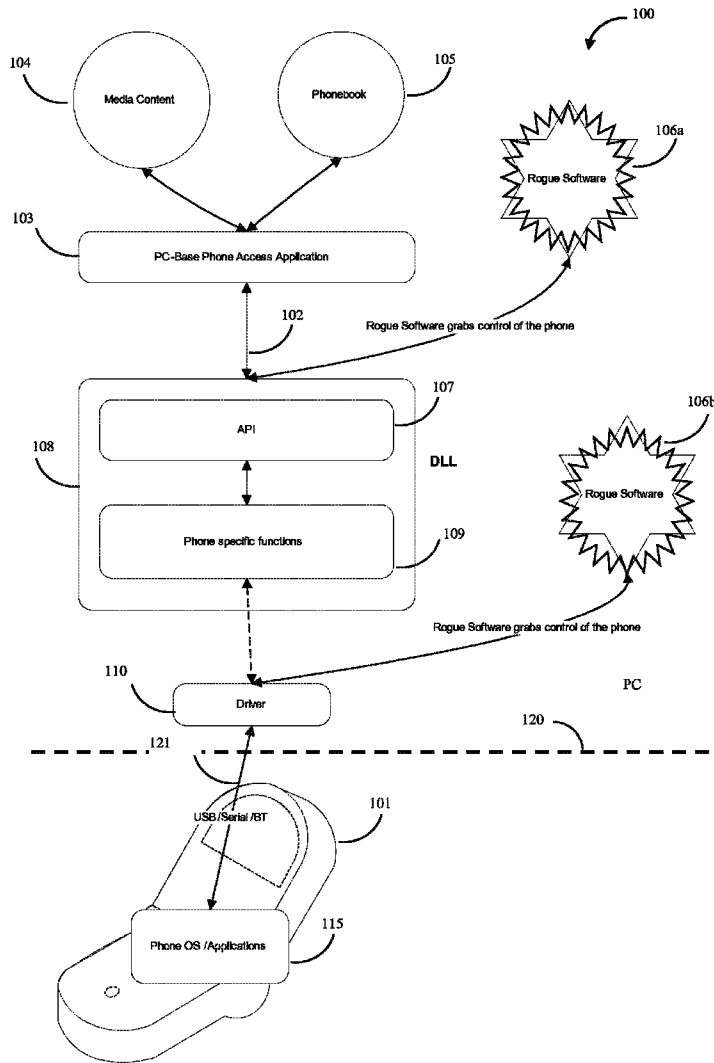 100
104
Media Content
105
Phonebook
106a
Rogue Software
103
PC-Base Phone Access Application
102
Rogue Software grabs control of the phone
107
API
108
DLL
106b
Rogue Software
Phone specific functions
109
Rogue Software grabs control of the phone
110
Driver
PC
120
121
USB /Serial /BT
101
Phone OS /Applications
115